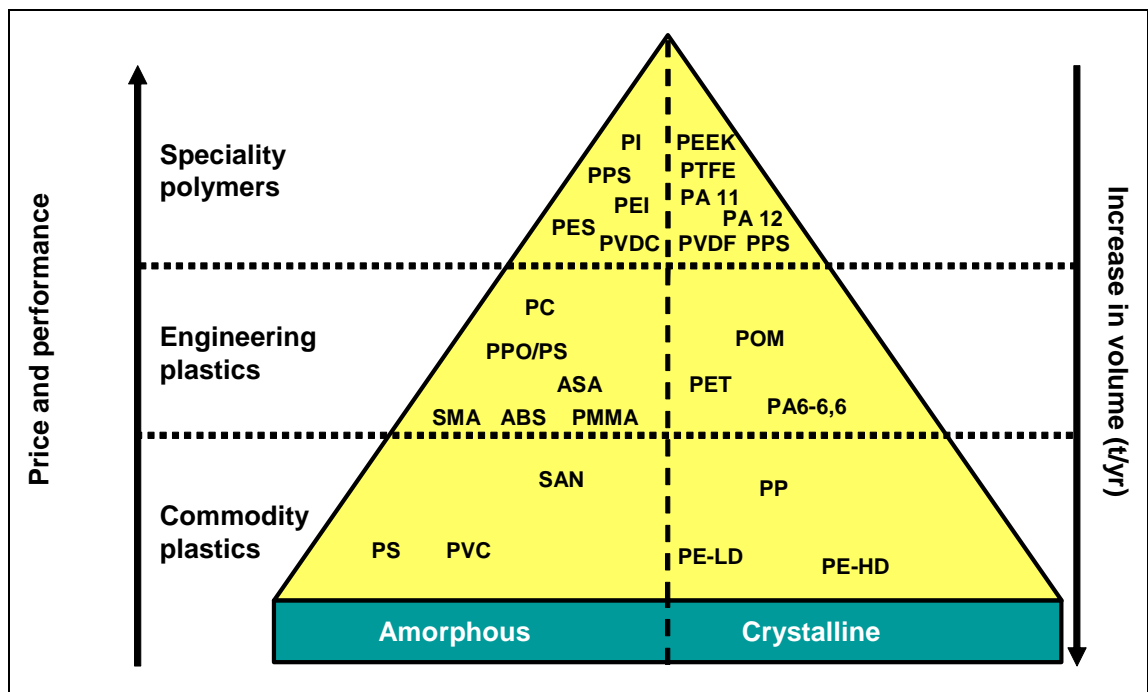 Price and performance
Speciality
polymers
PI
PEEK
PPS
PTFE
PEI
PA 11
PES
PA 12
PVDC
PVDF
PPS
Engineering
plastics
PC
POM
PPO/PS
ASA
PET
SMA
ABS
PMMA
PA6-6,6
Commodity
plastics
SAN
PP
PS
PVC
PE-LD
PE-HD
Amorphous
Crystalline
Increase in volume (t/yr)